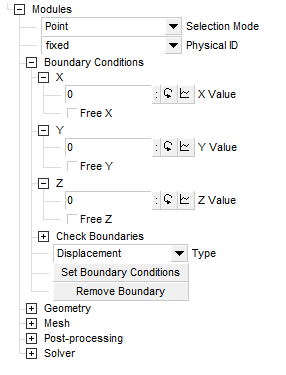 Modules
Point Selection Mode
fixed Physical ID
Boundary Conditions
X
0 : X Value
Free X
Y
0 : Y Value
Free Y
Z
0 : Z Value
Free Z
Check Boundaries
Displacement Type
Set Boundary Conditions
Remove Boundary
Geometry
Mesh
Post-processing
Solver